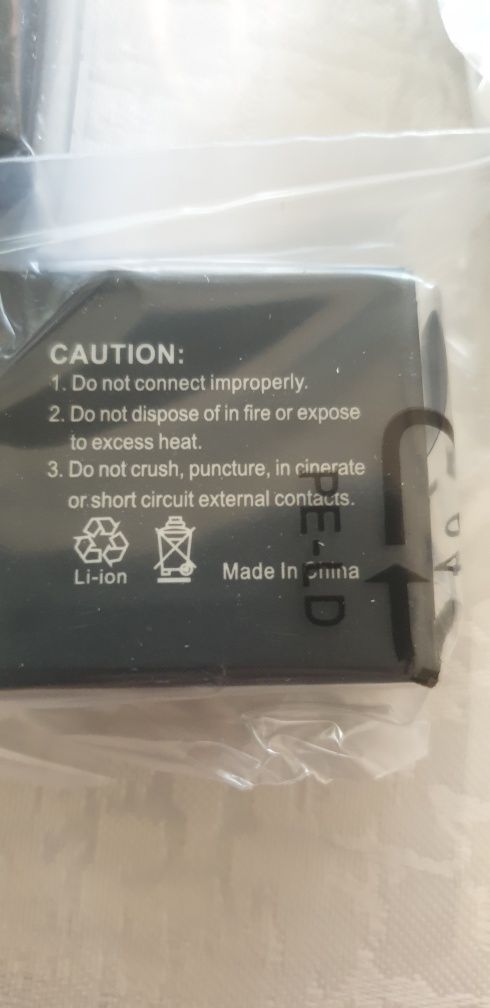 CAUTION:
1. Do not connect improperly.
2. Do not dispose of in fire or expose
to excess heat.
3. Do not crush, puncture, in cinerate
or short circuit external contacts.
Li-ion
Made In China
PE-LD